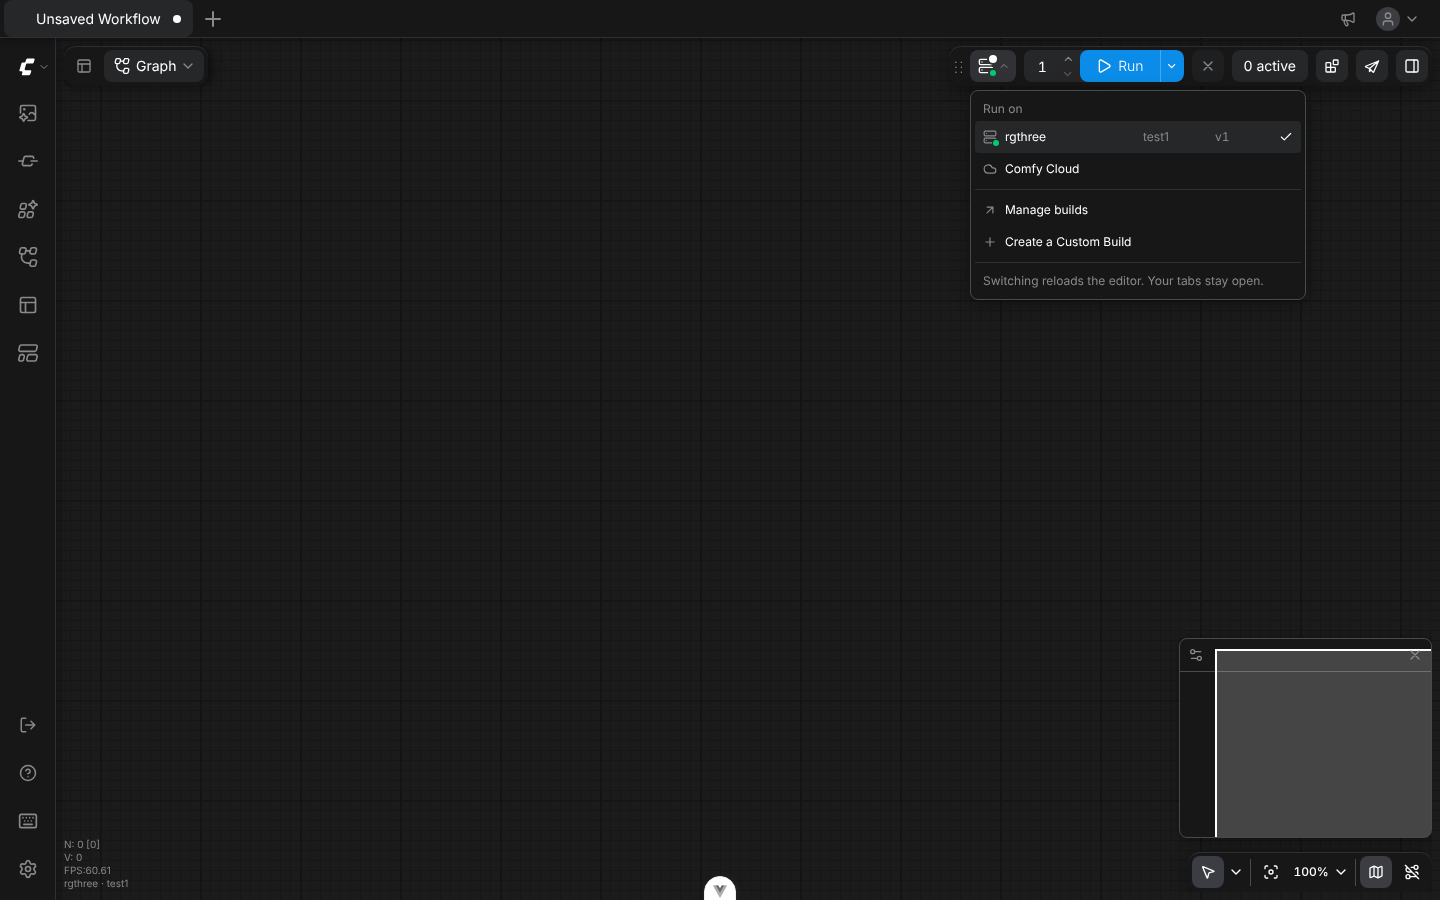 Unsaved Workflow
Graph
1
Run
0 active
Run on
rgthree test1 v1
Comfy Cloud
Manage builds
Create a Custom Build
Switching reloads the editor. Your tabs stay open.
N: 0 [0]
V: 0
FPS:60.61
rgthree · test1
100%